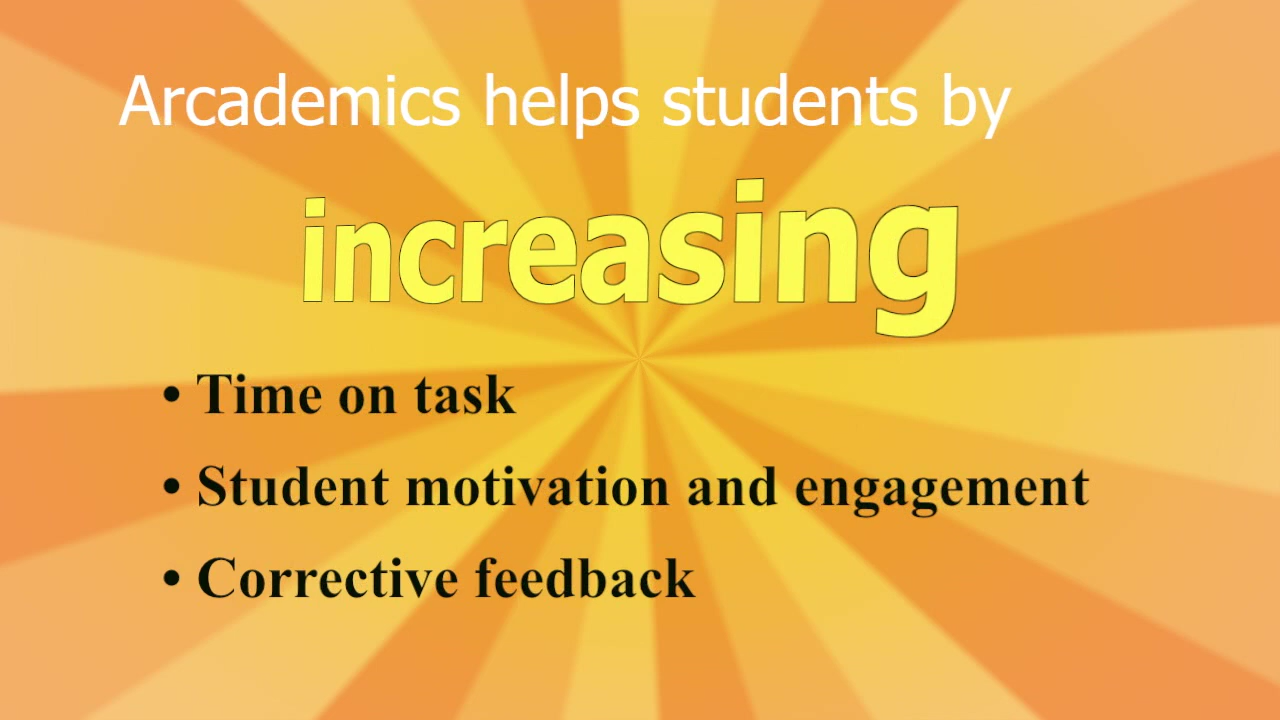 Arcademics helps students by
increasing
• Time on task
• Student motivation and engagement
• Corrective feedback